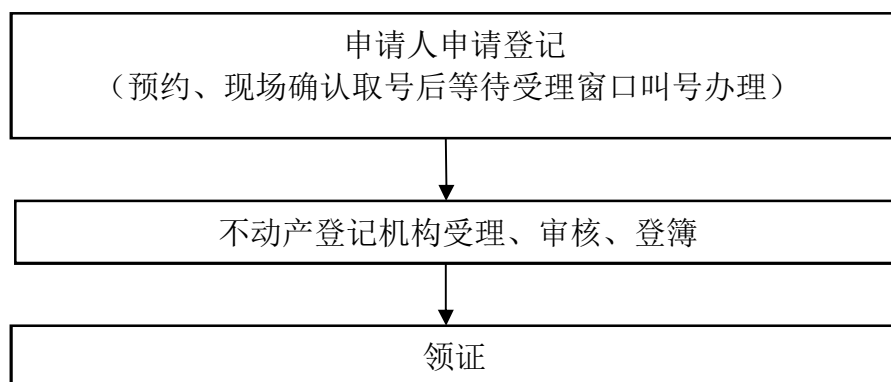 申请人申请登记
（预约、现场确认取号后等待受理窗口叫号办理）
不动产登记机构受理、审核、登簿
领证